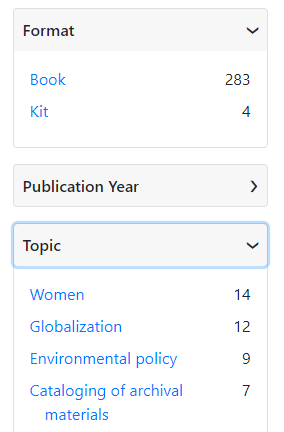 Format
Book 283
Kit 4
Publication Year
Topic
Women 14
Globalization 12
Environmental policy 9
Cataloging of archival 7
materials